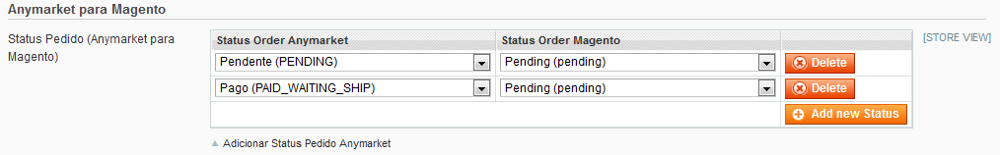 Anymarket para Magento
Status Pedido (Anymarket para
Magento)
Status Order Anymarket
Status Order Magento
[STORE VIEW]
Pendente (PENDING)
Pending (pending)
Delete
Pago (PAID_WAITING_SHIP)
Pending (pending)
Delete
Add new Status
Adicionar Status Pedido Anymarket